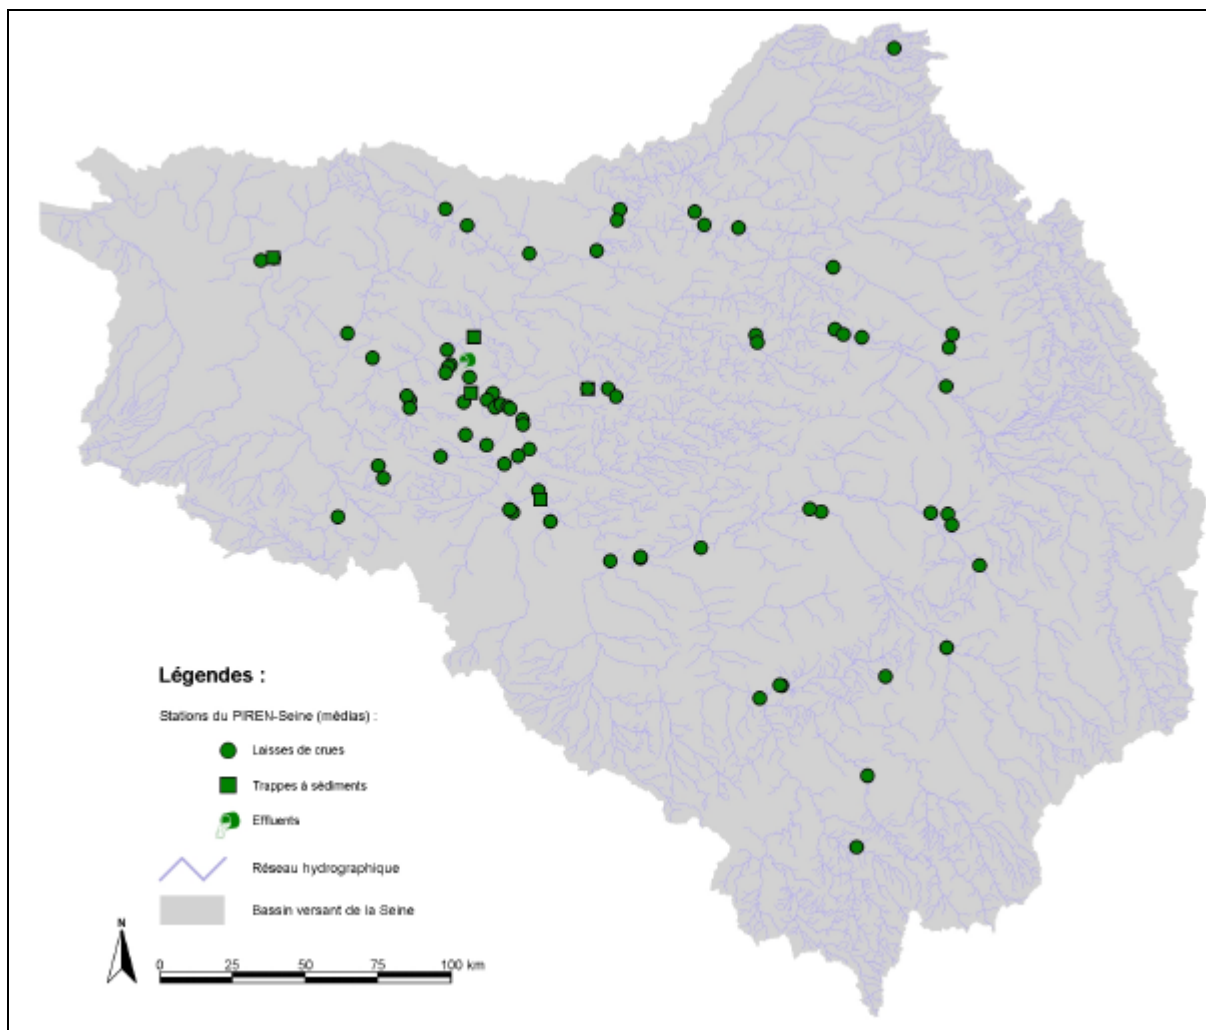 Légendes :
Stations du PIREN-Seine (médias) :
Laisses de crues
Trappes à sédiments
Effluents
Réseau hydrographique
Bassin versant de la Seine
N
0 25 50 75 100 km